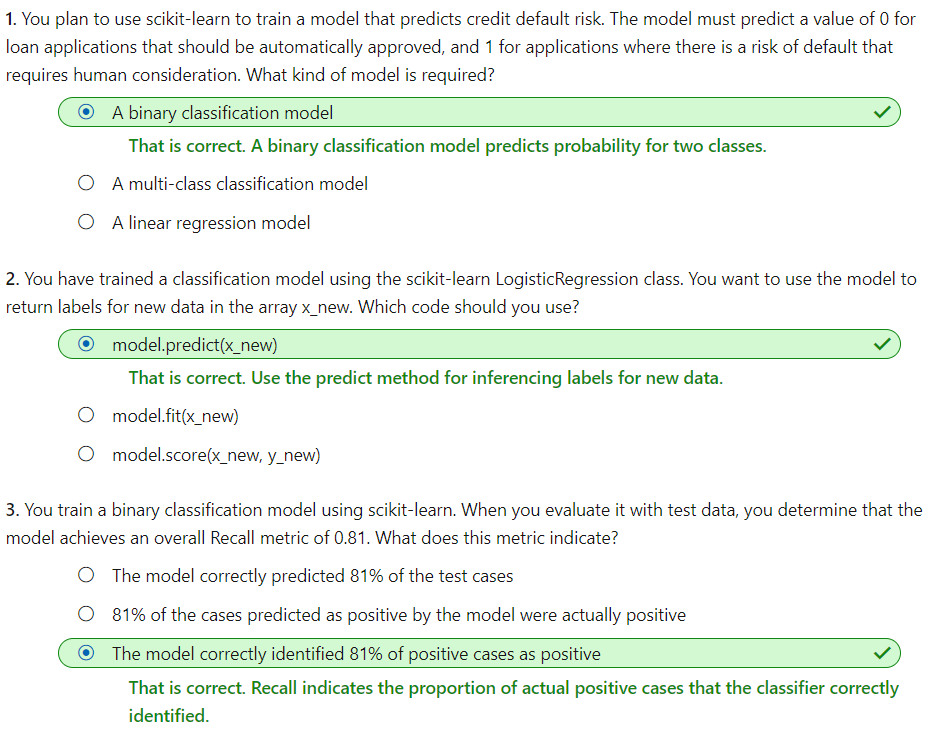 1. You plan to use scikit-learn to train a model that predicts credit default risk. The model must predict a value of 0 for
loan applications that should be automatically approved, and 1 for applications where there is a risk of default that
requires human consideration. What kind of model is required?
A binary classification model
That is correct. A binary classification model predicts probability for two classes.
A multi-class classification model
A linear regression model
2. You have trained a classification model using the scikit-learn LogisticRegression class. You want to use the model to
return labels for new data in the array x_new. Which code should you use?
model.predict(x_new)
That is correct. Use the predict method for inferencing labels for new data.
model.fit(x_new)
model.score(x_new, y_new)
3. You train a binary classification model using scikit-learn. When you evaluate it with test data, you determine that the
model achieves an overall Recall metric of 0.81. What does this metric indicate?
The model correctly predicted 81% of the test cases
81% of the cases predicted as positive by the model were actually positive
The model correctly identified 81% of positive cases as positive
That is correct. Recall indicates the proportion of actual positive cases that the classifier correctly
identified.